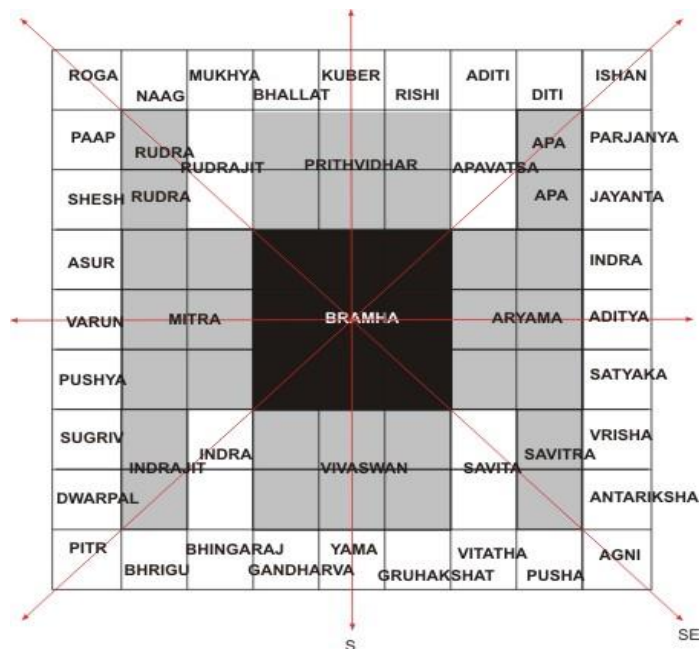 ROGA MUKHYA KUBER ADITI ISHAN
NAAG BHALLAT RISHI DITI
PAAP RUDRA APA PARJANYA
RUDRAJIT PRITHVIDHAR APAVATSA
SHESH RUDRA APA JAYANTA
ASUR INDRA
VARUN MITRA BRAMHA ARYAMA ADITYA
PUSHYA SATYAKA
SUGRIV INDRA SAVITRA VRISHA
INDRAJIT VIVASWAN SAVITA
DWARPAL ANTARIKSHA
PITR BHINGARAJ YAMA VITATHA AGNI
BHRIGU GANDHARVA GRUHAKSHAT PUSHA
S SE